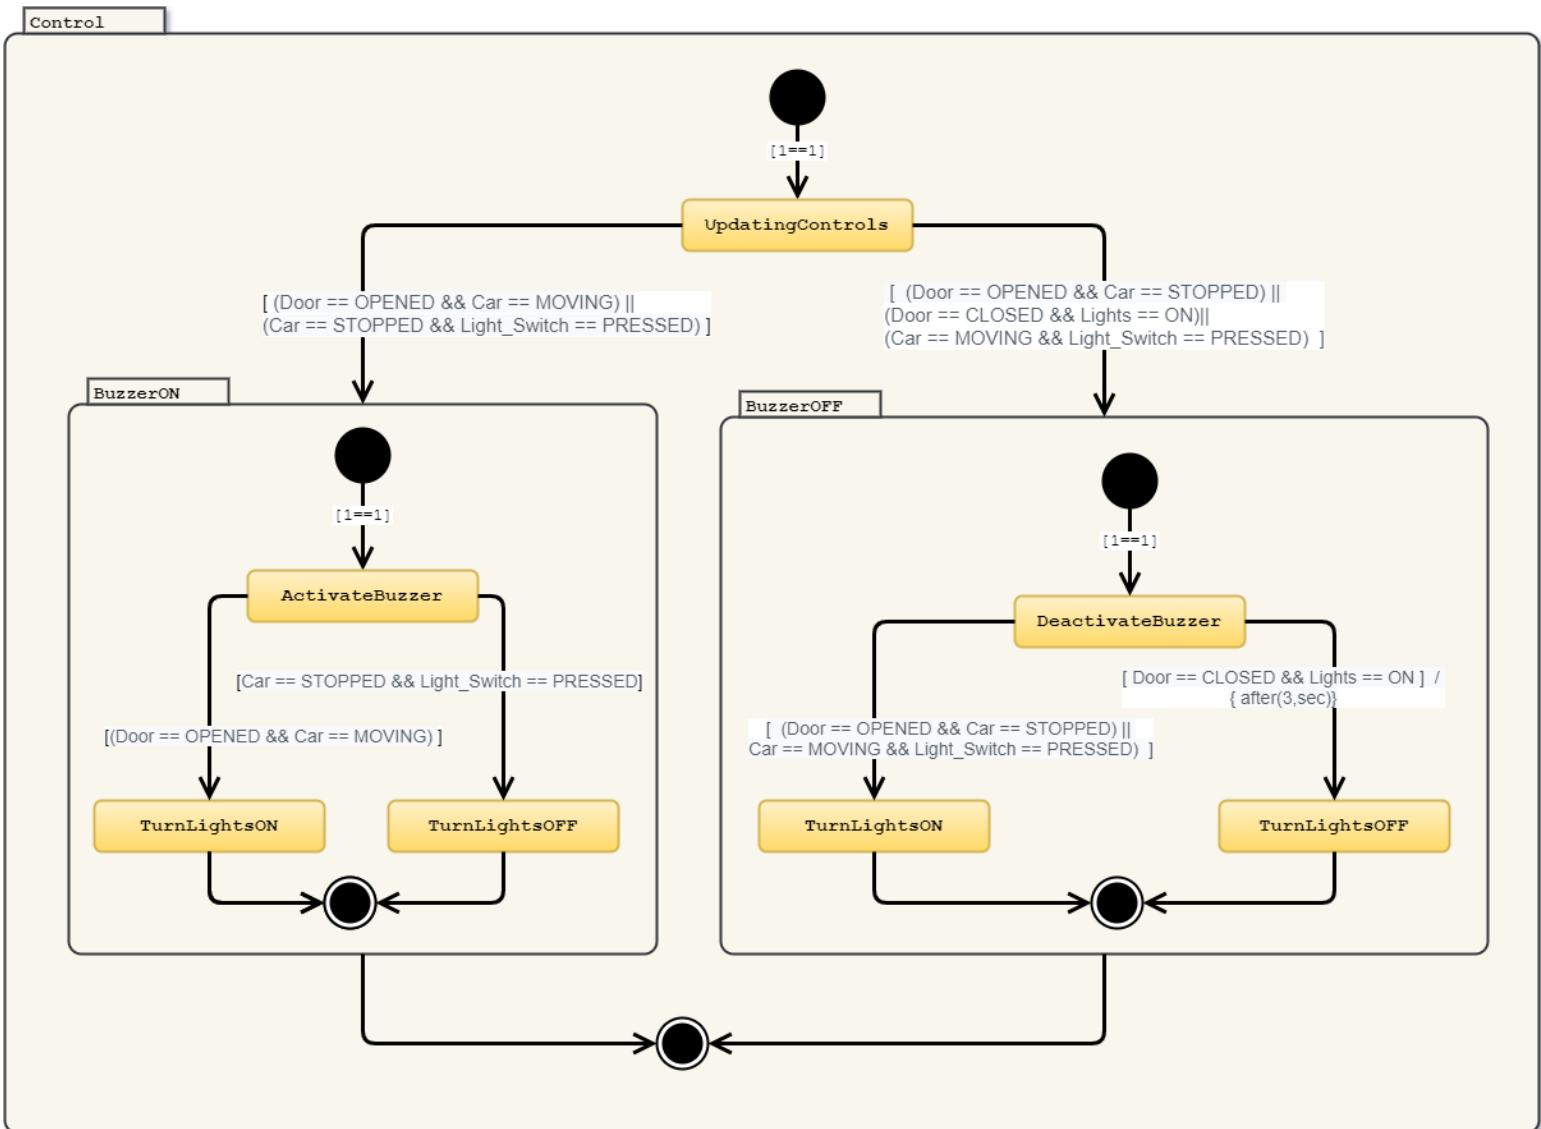 Control
[1==1]
UpdatingControls
[ (Door == OPENED && Car == MOVING) ||
(Car == STOPPED && Light_Switch == PRESSED) ]
[ (Door == OPENED && Car == STOPPED) ||
(Door == CLOSED && Lights == ON)||
(Car == MOVING && Light_Switch == PRESSED) ]
BuzzerON
[1==1]
ActivateBuzzer
[Car == STOPPED && Light_Switch == PRESSED]
[(Door == OPENED && Car == MOVING) ]
TurnLightsON
TurnLightsOFF
BuzzerOFF
[1==1]
DeactivateBuzzer
[ Door == CLOSED && Lights == ON ] /
{ after(3,sec)}
[ (Door == OPENED && Car == STOPPED) ||
Car == MOVING && Light_Switch == PRESSED) ]
TurnLightsON
TurnLightsOFF